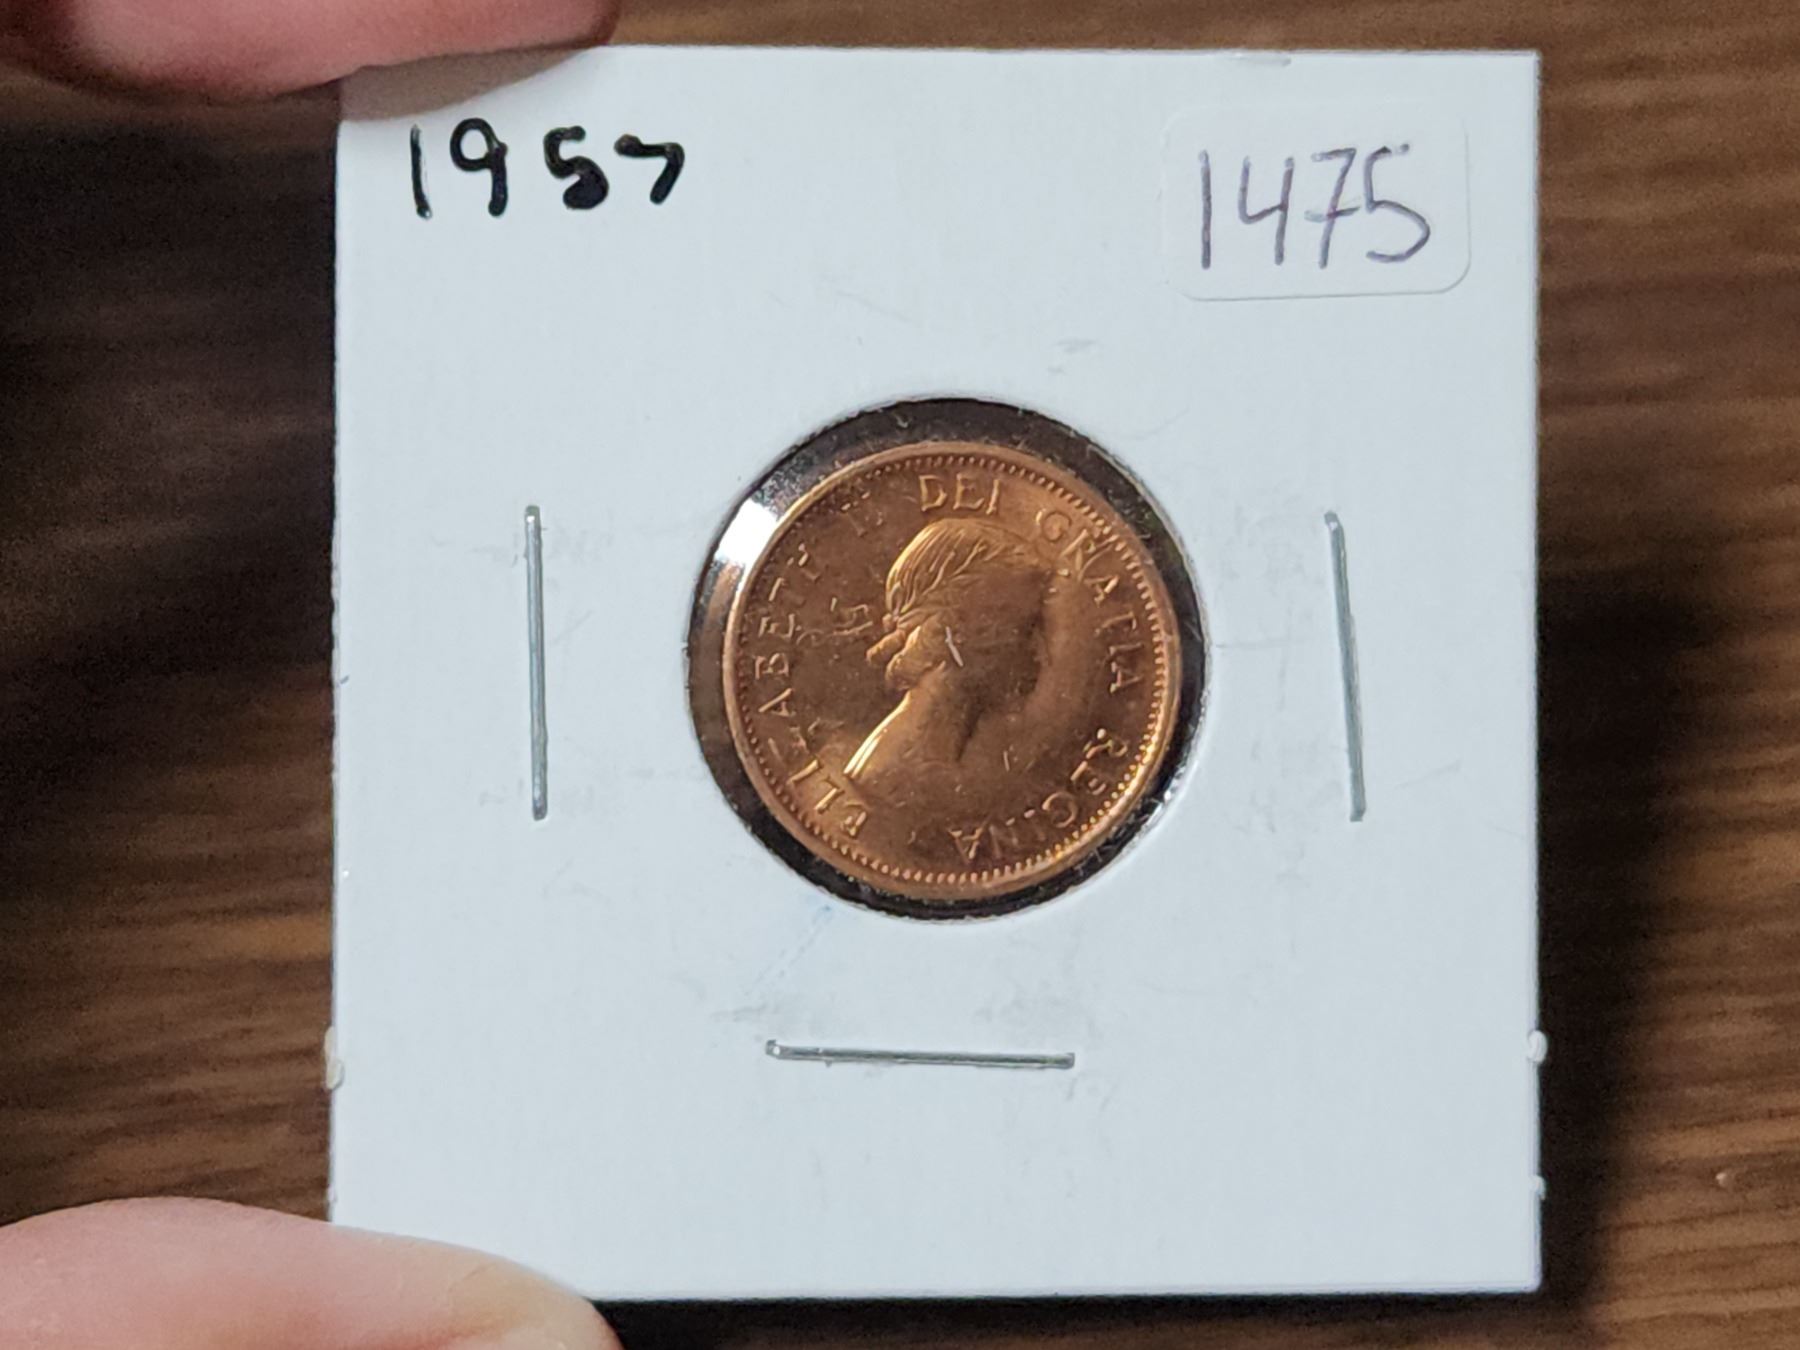 1957
1475
ELIZABETH II DEI GRATIA REGINA